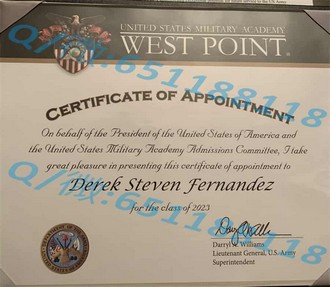 UNITED STATES MILITARY ACADEMY
WEST POINT.
CERTIFICATE OF APPOINTMENT
On behalf of the President of the United States of America and
the United States Military Academy Admissions Committee, I take
great pleasure in presenting this certificate of appointment to
Derek Steven Fernandez
for the class of 2023
Darryl A. Williams
Lieutenant General, U.S. Army
Superintendent
Q/微:651188118
Q/微:651188118
Q/微:651188118